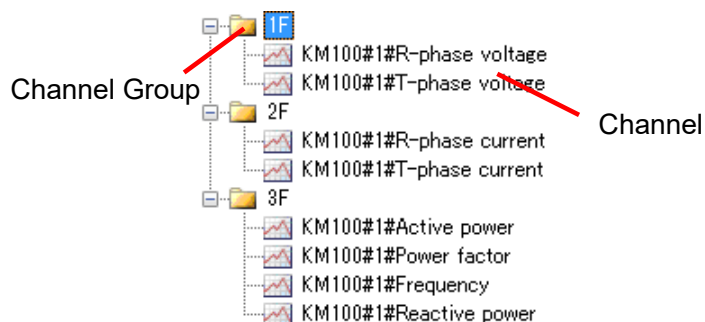 1F
KM100#1#R-phase voltage
KM100#1#T-phase voltage
Channel Group
2F
Channel
KM100#1#R-phase current
KM100#1#T-phase current
3F
KM100#1#Active power
KM100#1#Power factor
KM100#1#Frequency
KM100#1#Reactive power